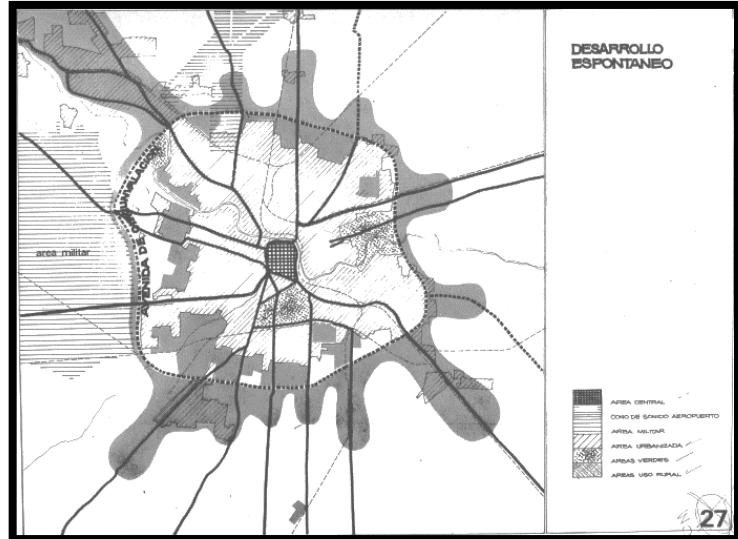 DESARROLLO
ESPONTANEO
AVENIDA DE CIRCUNVALACION
area militar
AREA CENTRAL
CONO DE SONIDO AEROPUERTO
AREA MILITAR
AREA URBANIZADA
AREAS VERDES
AREAS USO RURAL
27